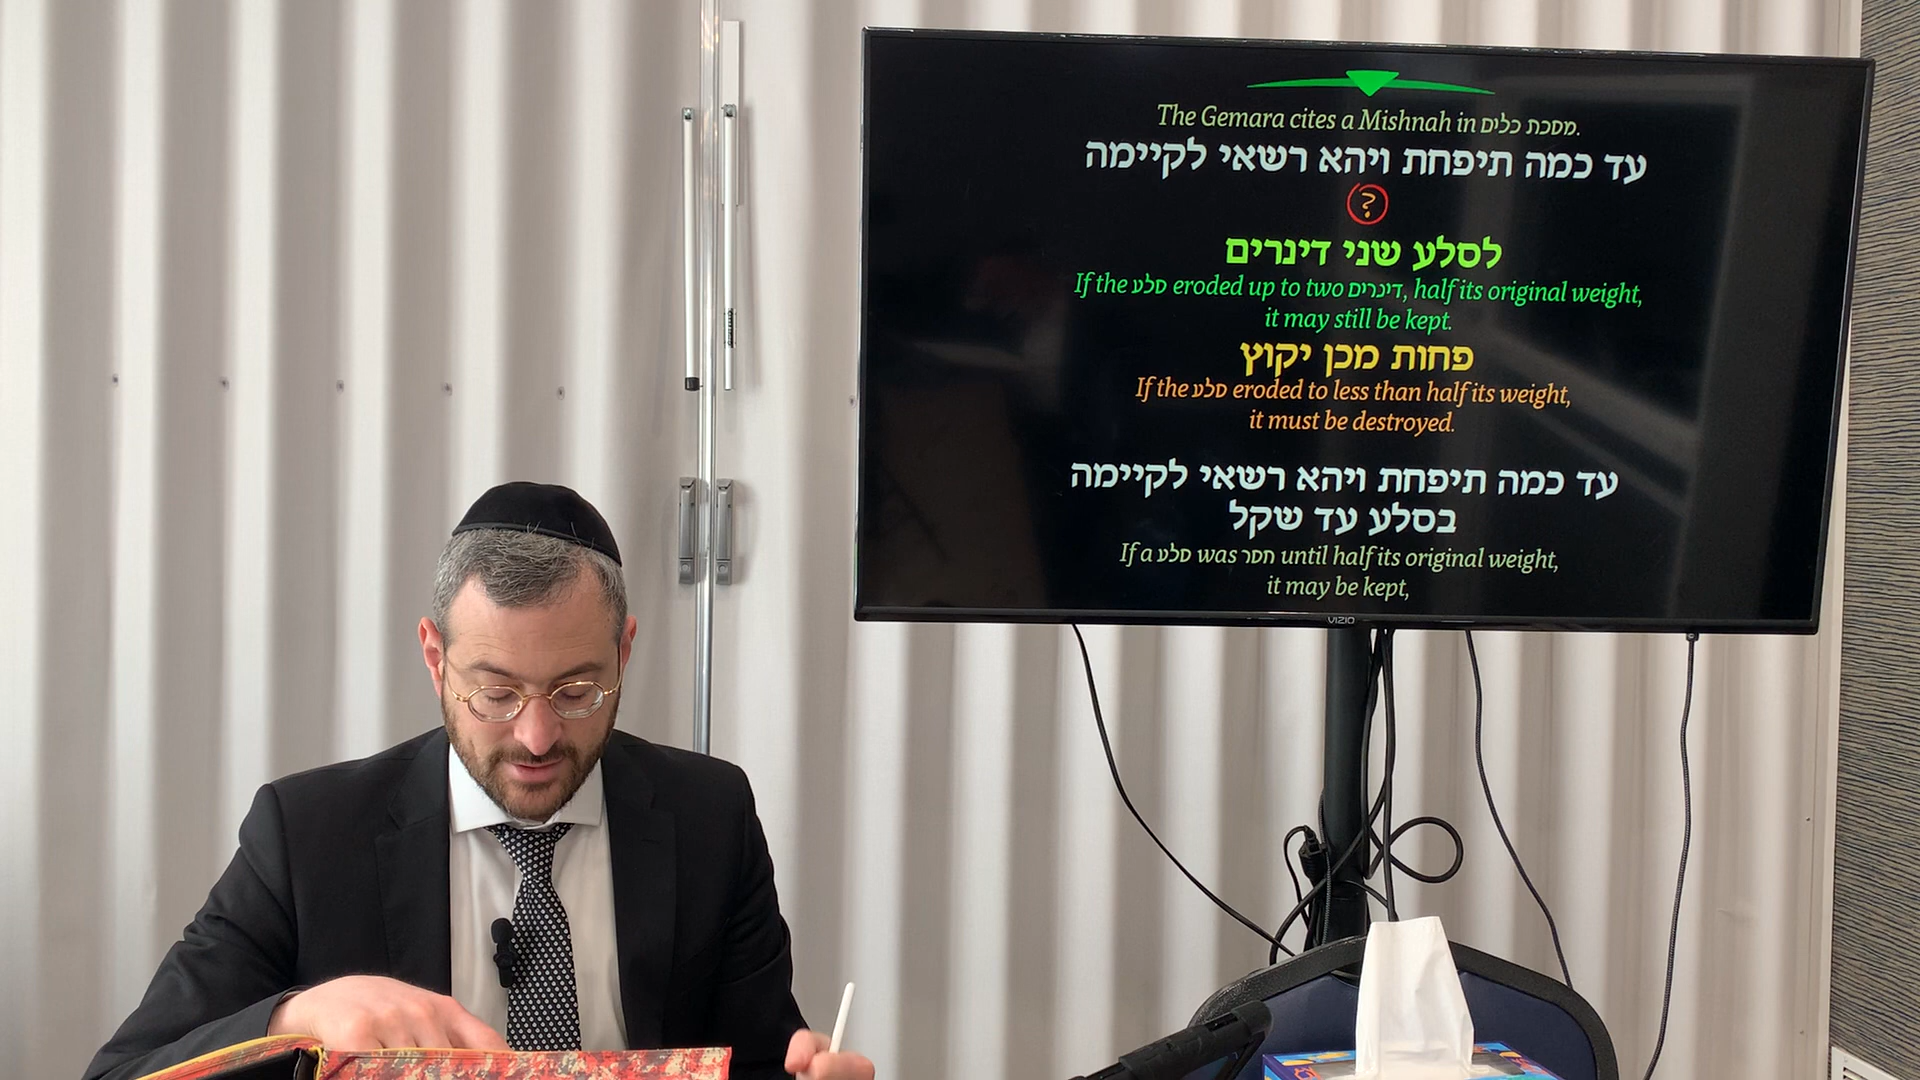 The Gemara cites a Mishnah in מסכת כלים.
עד כמה תיפחת ויהא רשאי לקיימה
?
לסלע שני דינרים
If the סלע eroded up to two דינרים, half its original weight,
it may still be kept.
פחות מכן יקוץ
If the סלע eroded to less than half its weight,
it must be destroyed.
עד כמה תיפחת ויהא רשאי לקיימה
בסלע עד שקל
If a סלע was חסר until half its original weight,
it may be kept,
VIZIO